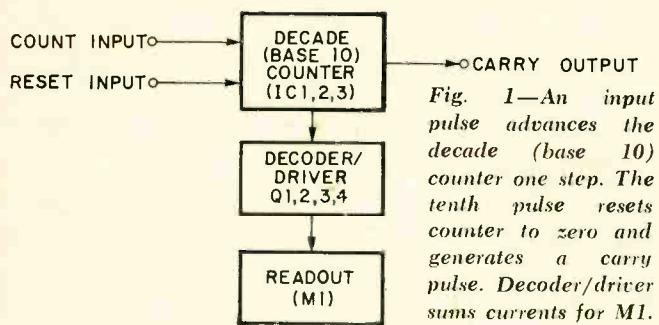 COUNT INPUT
RESET INPUT
DECADE
(BASE 10)
COUNTER
(IC1,2,3)
CARRY OUTPUT
DECODER/
DRIVER
Q1,2,3,4
READOUT
(M1)
Fig. 1—An input
pulse advances the
decade (base 10)
counter one step. The
tenth pulse resets
counter to zero and
generates a carry
pulse. Decoder/driver
sums currents for M1.